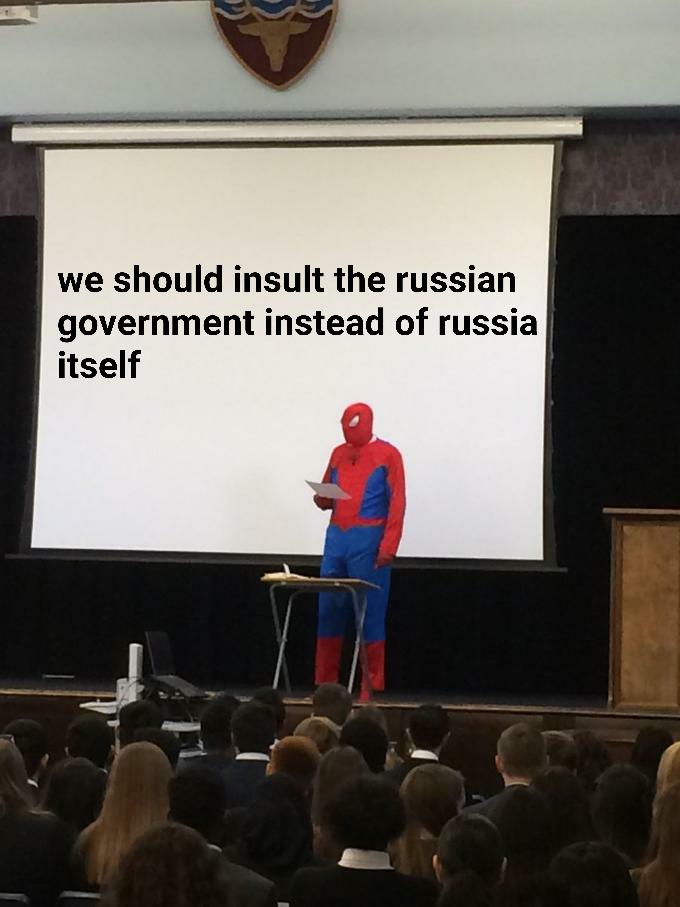 we should insult the russian
government instead of russia
itself